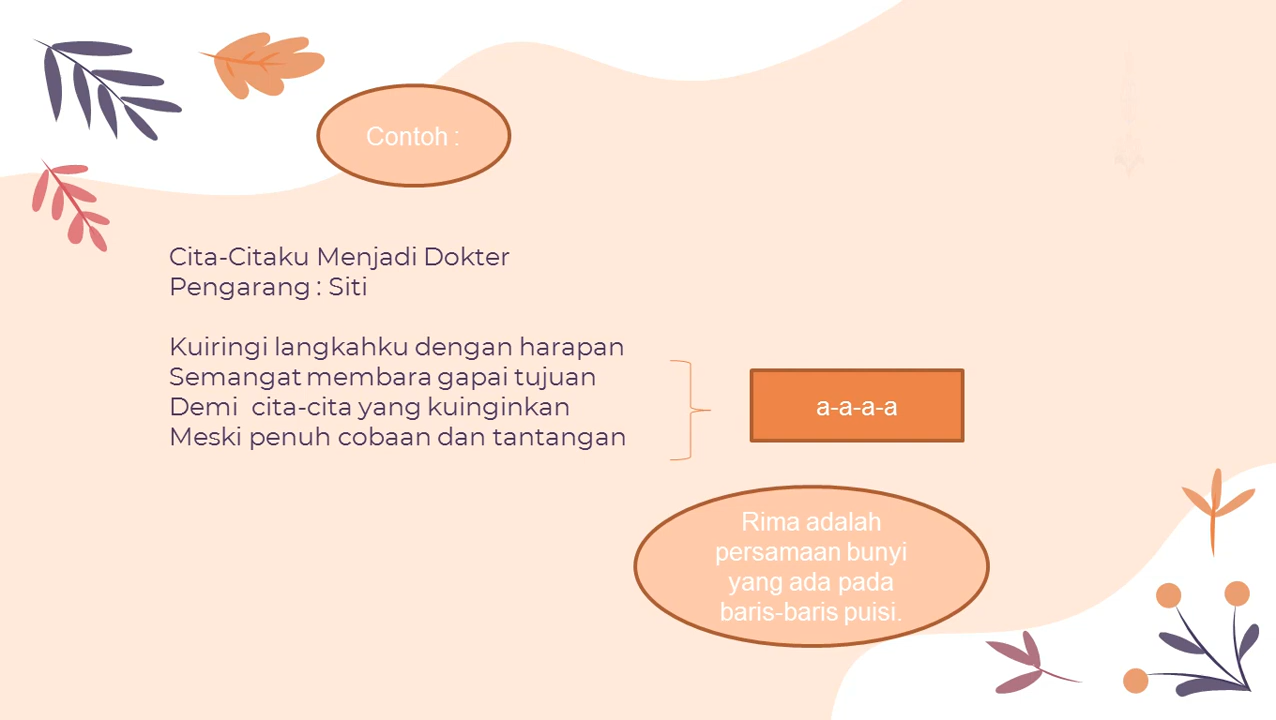 Contoh :
Cita-Citaku Menjadi Dokter
Pengarang : Siti
Kuiringi langkahku dengan harapan
Semangat membara gapai tujuan
Demi cita-cita yang kuinginkan
Meski penuh cobaan dan tantangan
a-a-a-a
Rima adalah
persamaan bunyi
yang ada pada
baris-baris puisi.